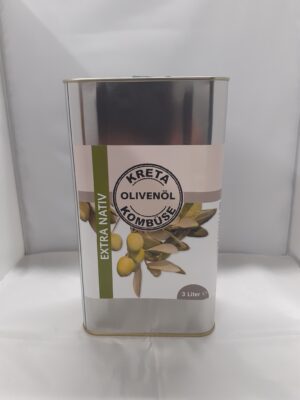 KRETA
OLIVENÖL
KOMBÜSE
EXTRA NATIV
3 Liter e